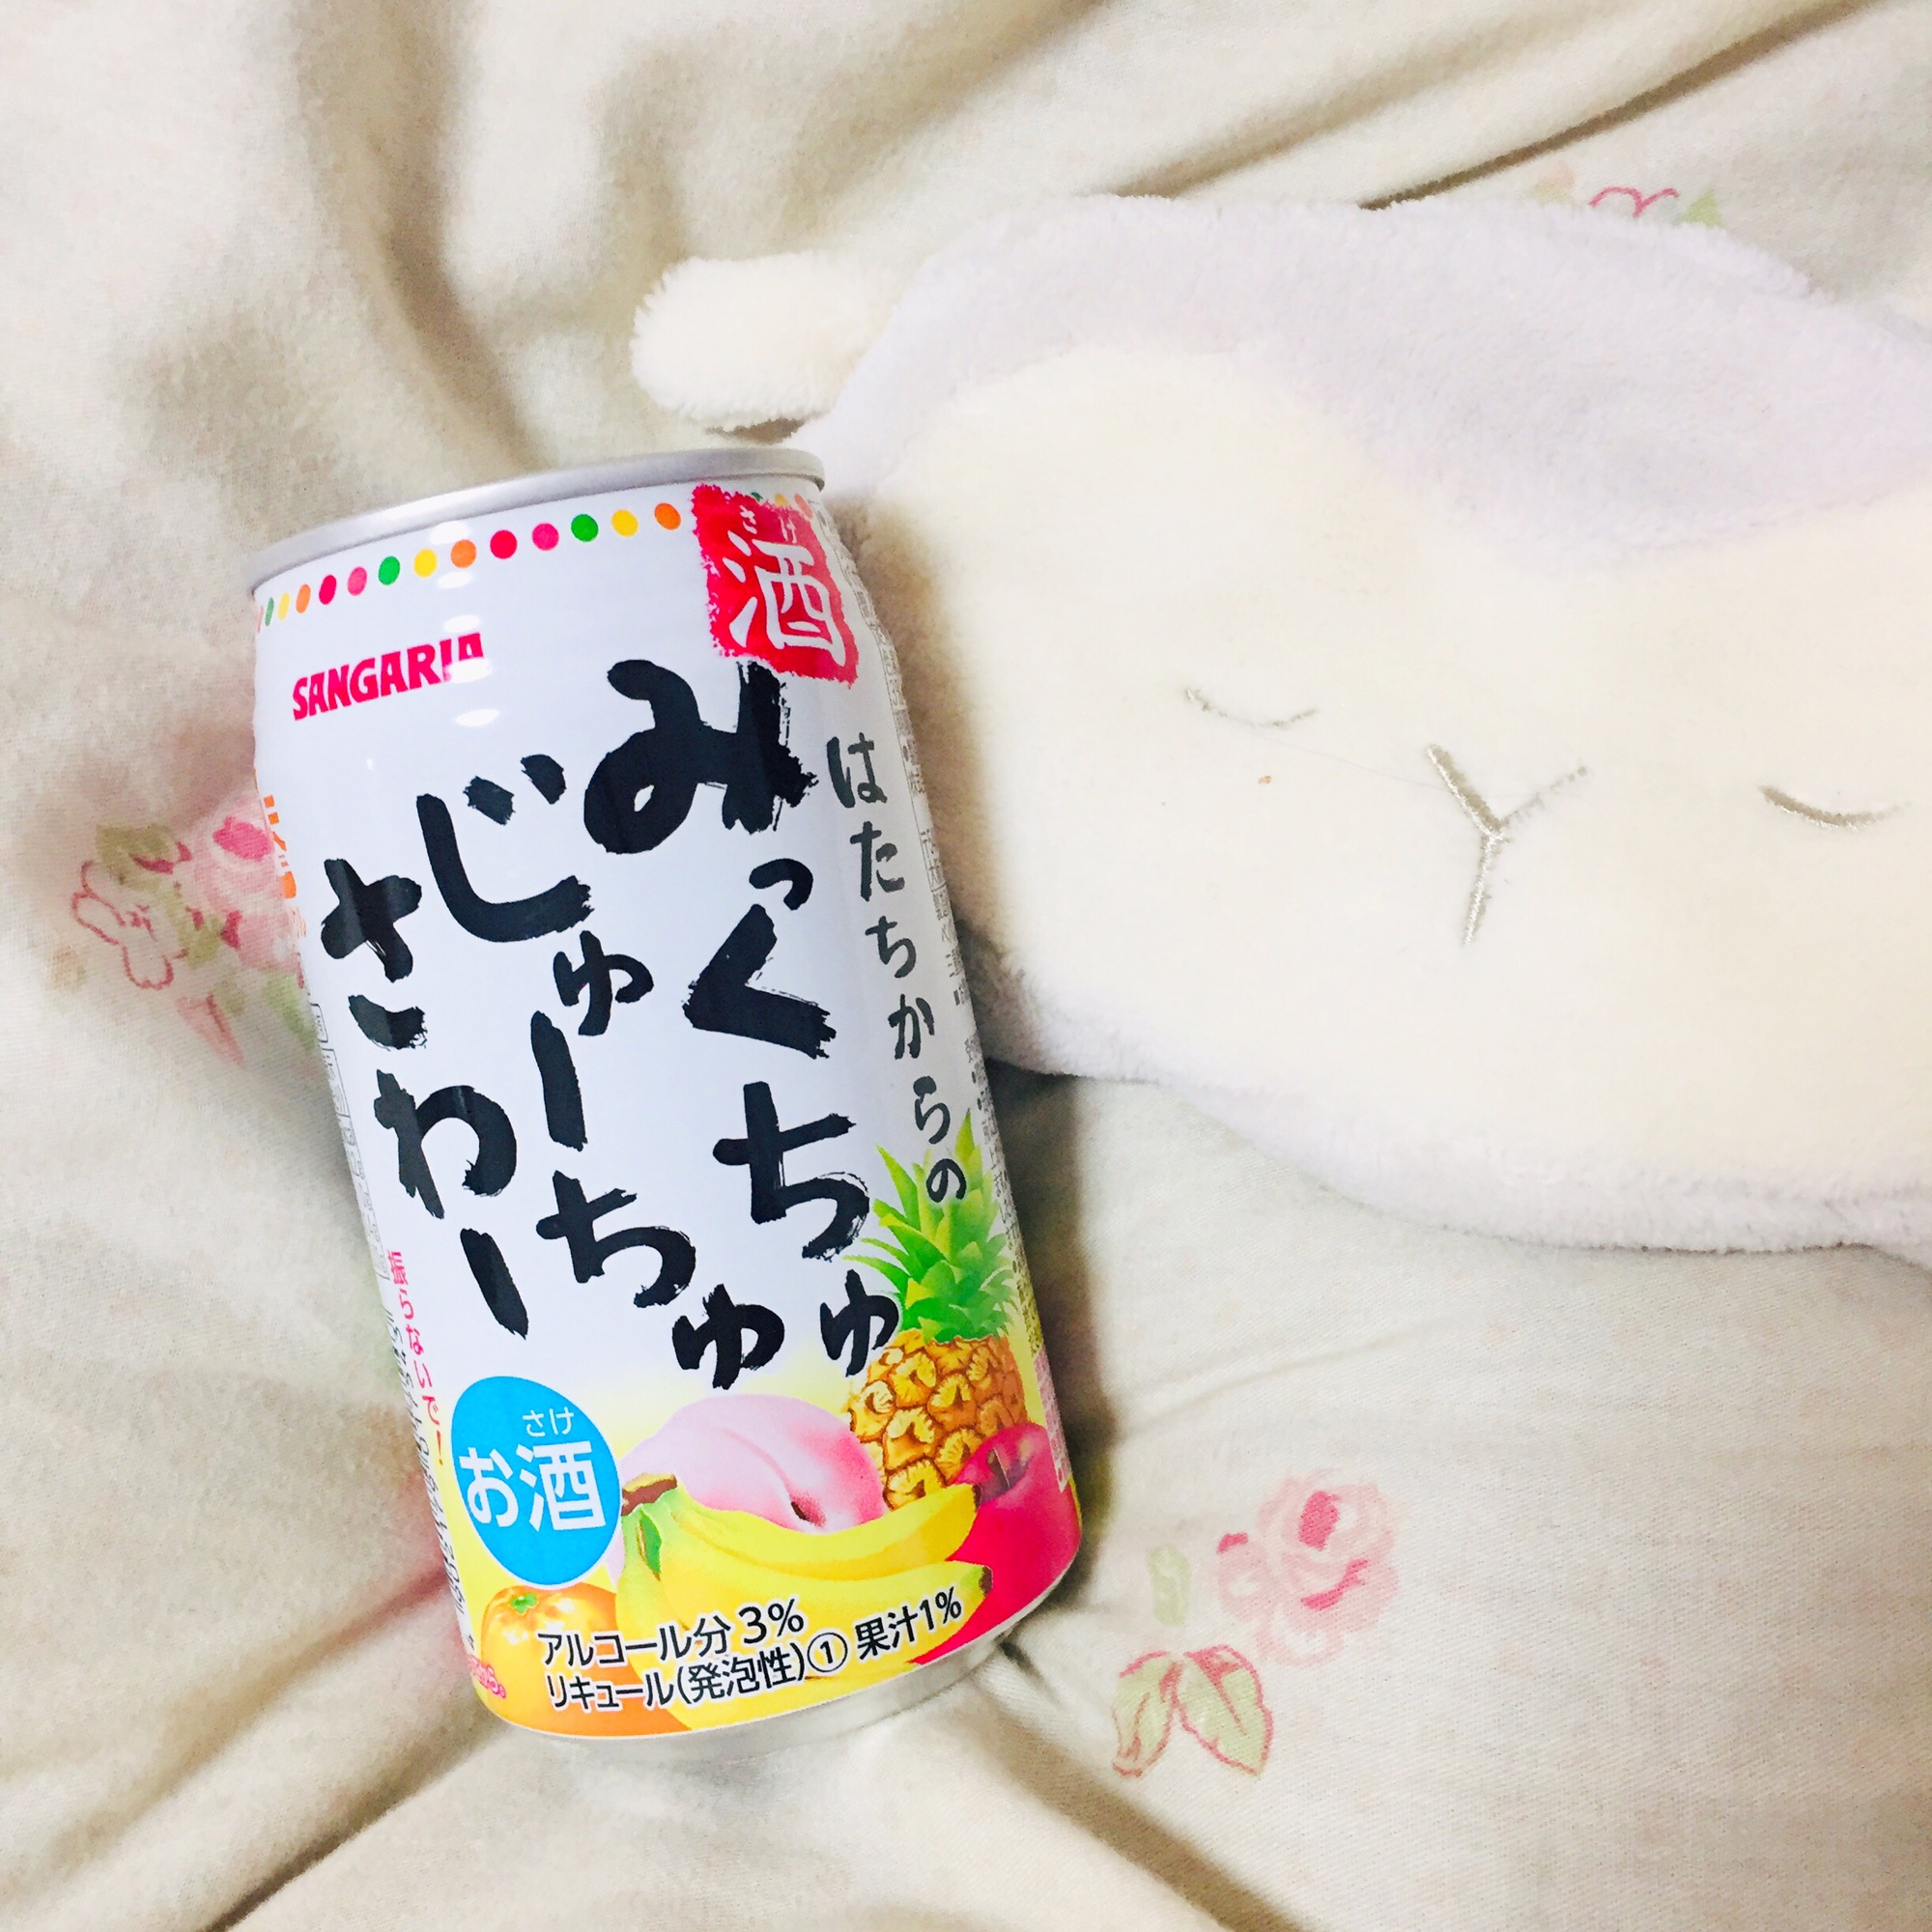 SANGARIA
さけ
酒
はたちからの
みっくちゅ
じゅーちゅ
さわー
振らないで!
さけ
お酒
アルコール分3%
リキュール(発泡性)① 果汁1%